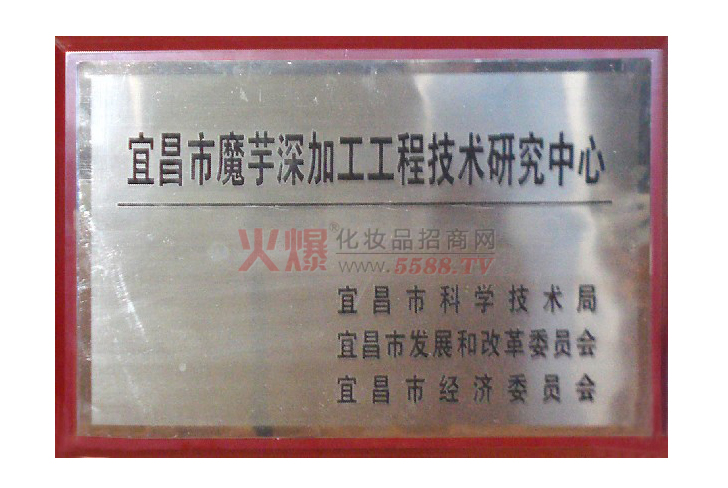 宜昌市魔芋深加工工程技术研究中心
火爆®化妆品招商网
www.5588.TV
宜昌市科学技术局
宜昌市发展和改革委员会
宜昌市经济委员会